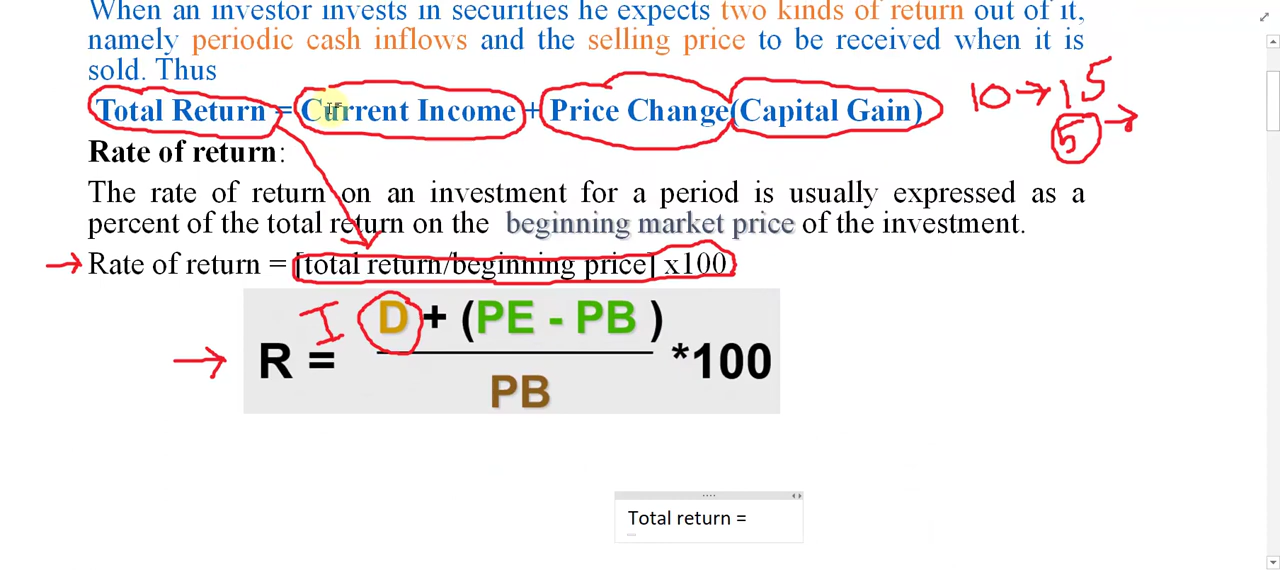 When an investor invests in securities he expects two kinds of return out of it,
namely periodic cash inflows and the selling price to be received when it is
sold. Thus
Total Return = Current Income + Price Change(Capital Gain)
10 → 15
5 →
Rate of return:
The rate of return on an investment for a period is usually expressed as a
percent of the total return on the beginning market price of the investment.
→ Rate of return = [total return/beginning price] x100
I D + (PE - PB )
→ R = *100
PB
Total return =